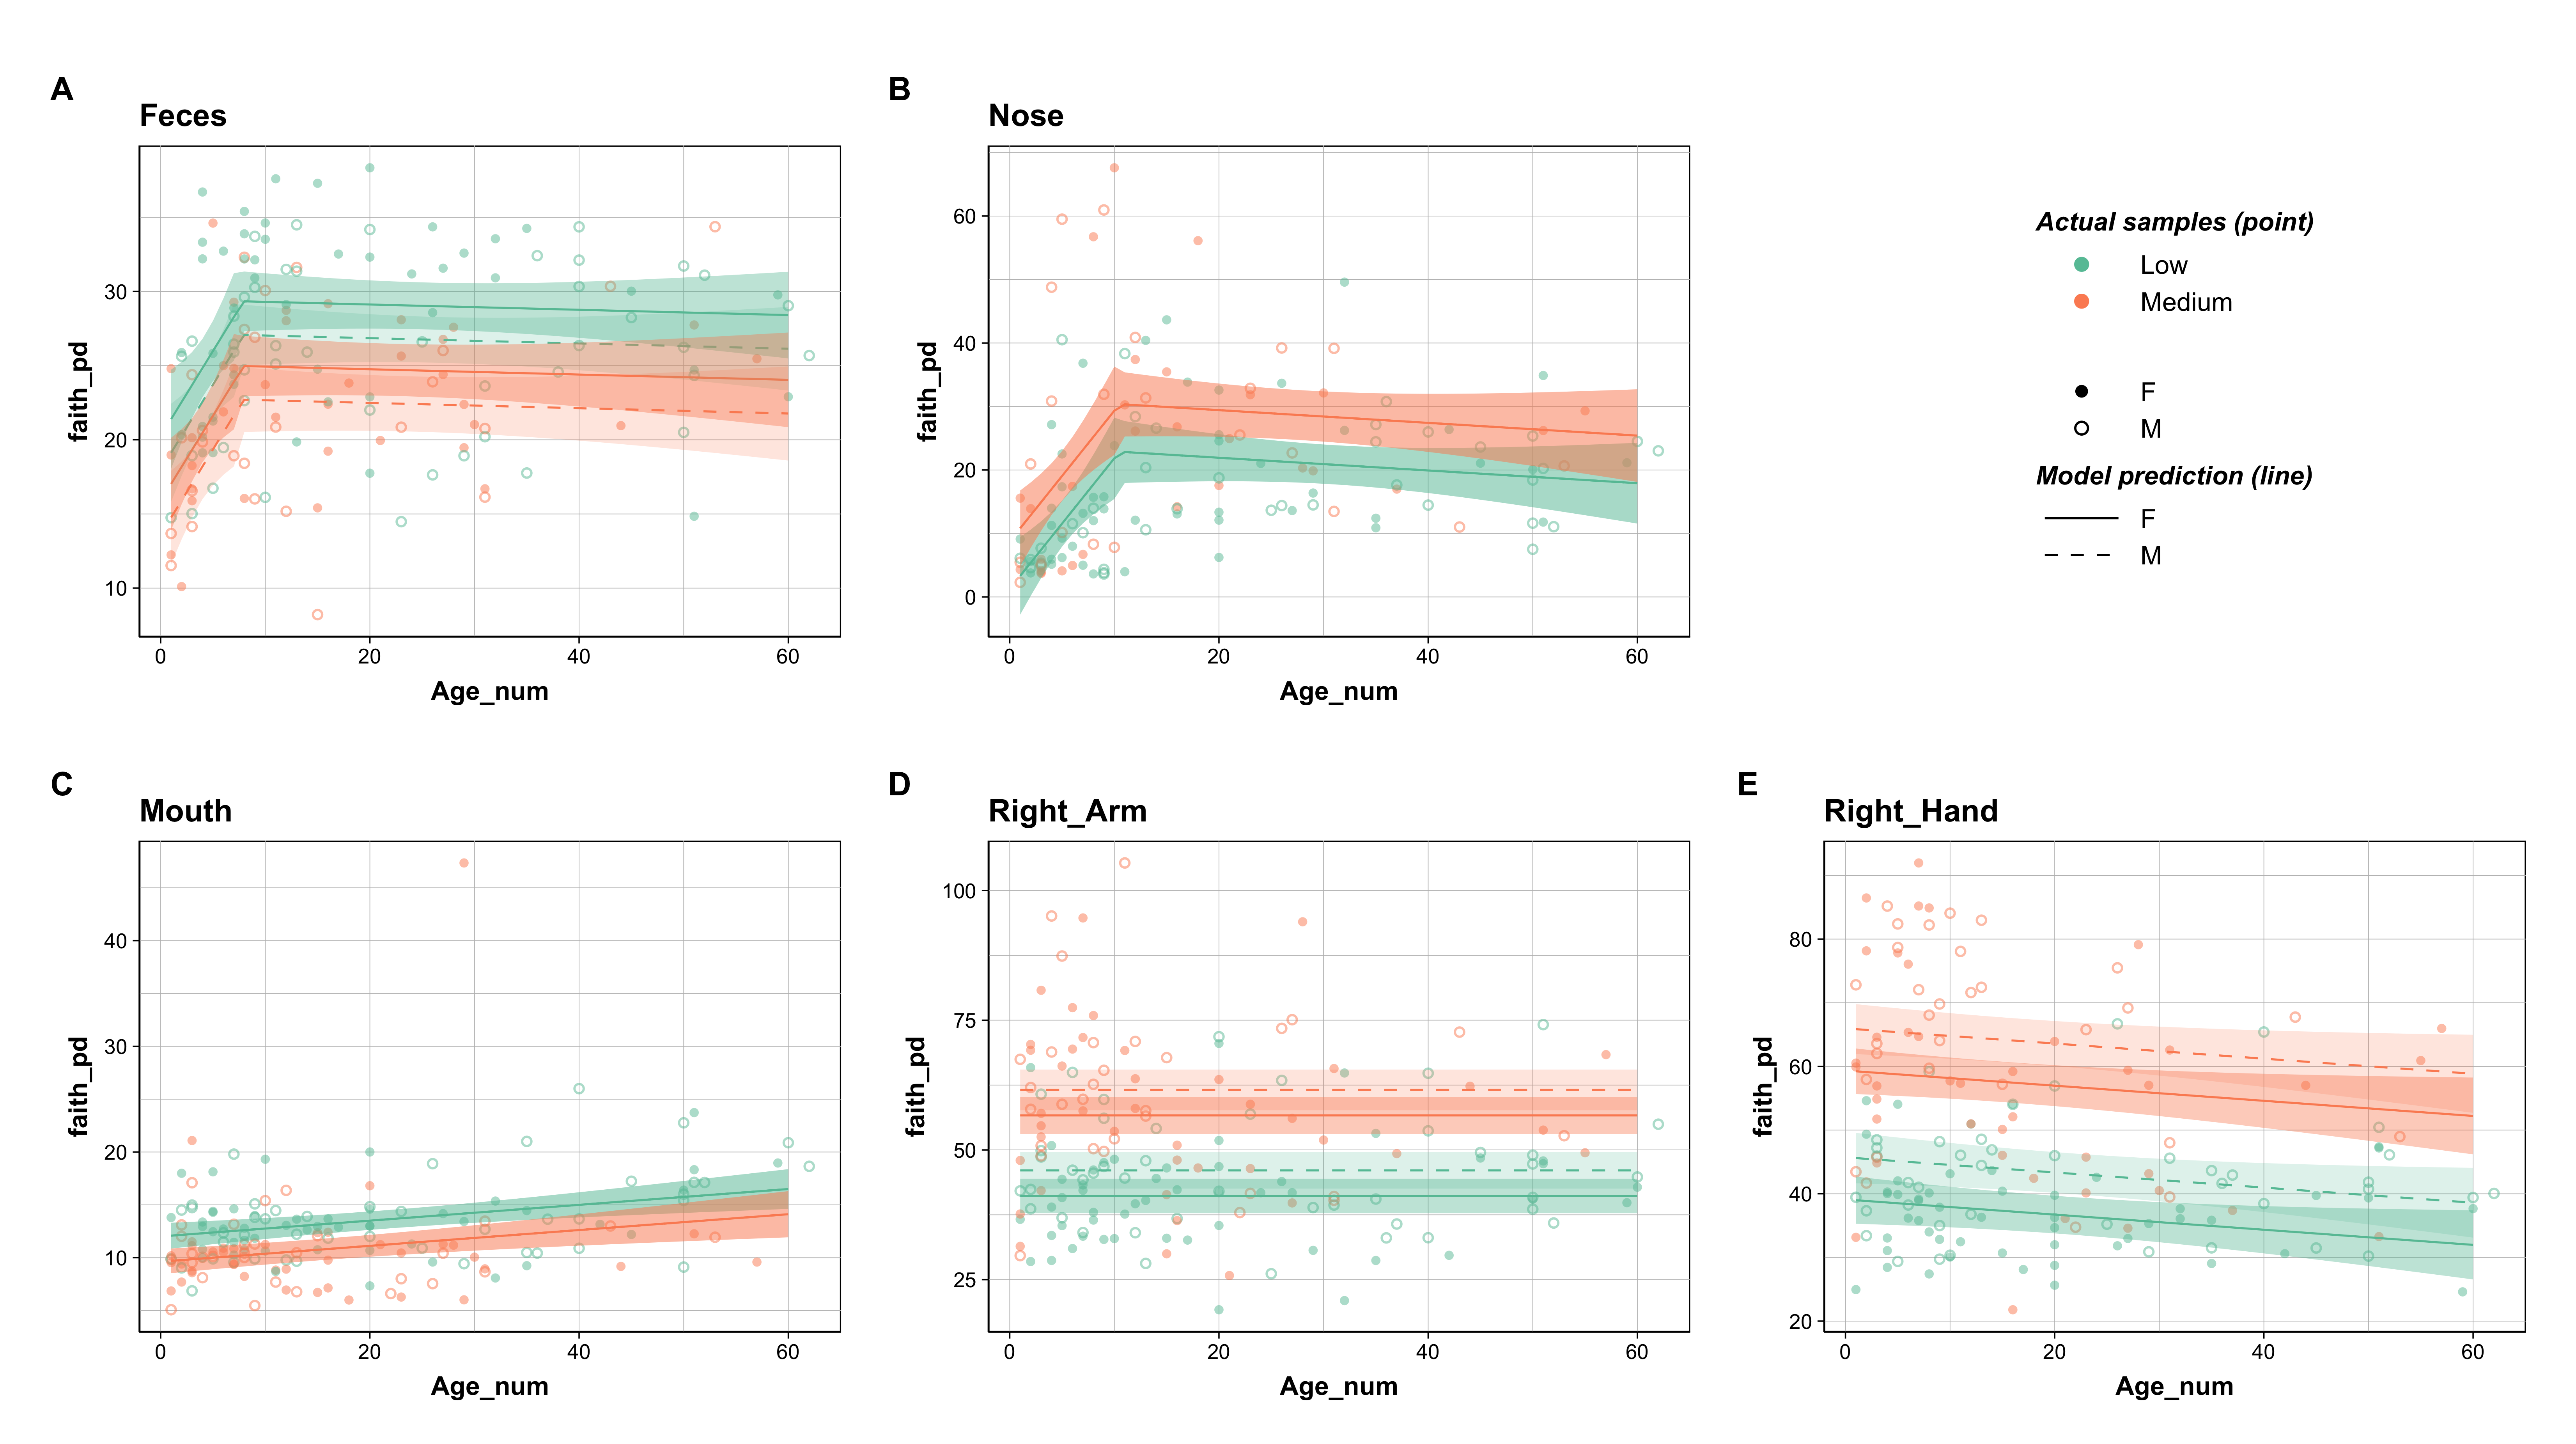 A
Feces
faith_pd
30
20
10
0 20 40 60
Age_num
B
Nose
faith_pd
60
40
20
0
0 20 40 60
Age_num
Actual samples (point)
Low
Medium
F
M
Model prediction (line)
F
M
C
Mouth
faith_pd
40
30
20
10
0 20 40 60
Age_num
D
Right_Arm
faith_pd
100
75
50
25
0 20 40 60
Age_num
E
Right_Hand
faith_pd
80
60
40
20
0 20 40 60
Age_num